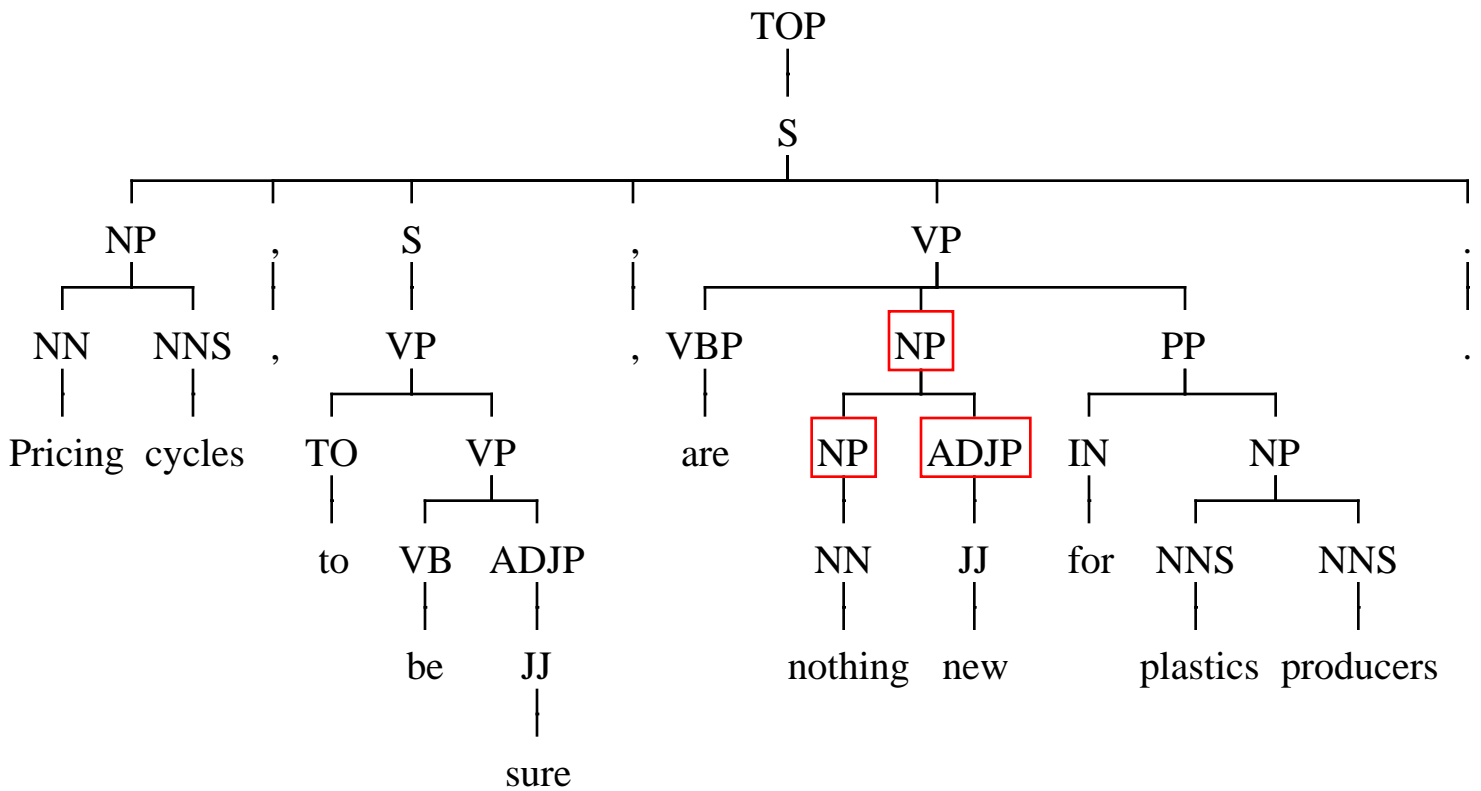 TOP
S
NP , S , VP .
NN NNS , VP , VBP NP PP .
Pricing cycles TO VP are NP ADJP IN NP
to VB ADJP NN JJ for NNS NNS
be JJ nothing new plastics producers
sure